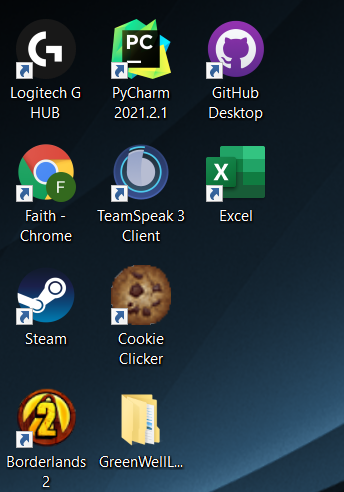 Logitech G
HUB
PC
PyCharm
2021.2.1
GitHub
Desktop
F
Faith -
Chrome
TeamSpeak 3
Client
X
Excel
Steam
Cookie
Clicker
2
Borderlands
2
GreenWellL...